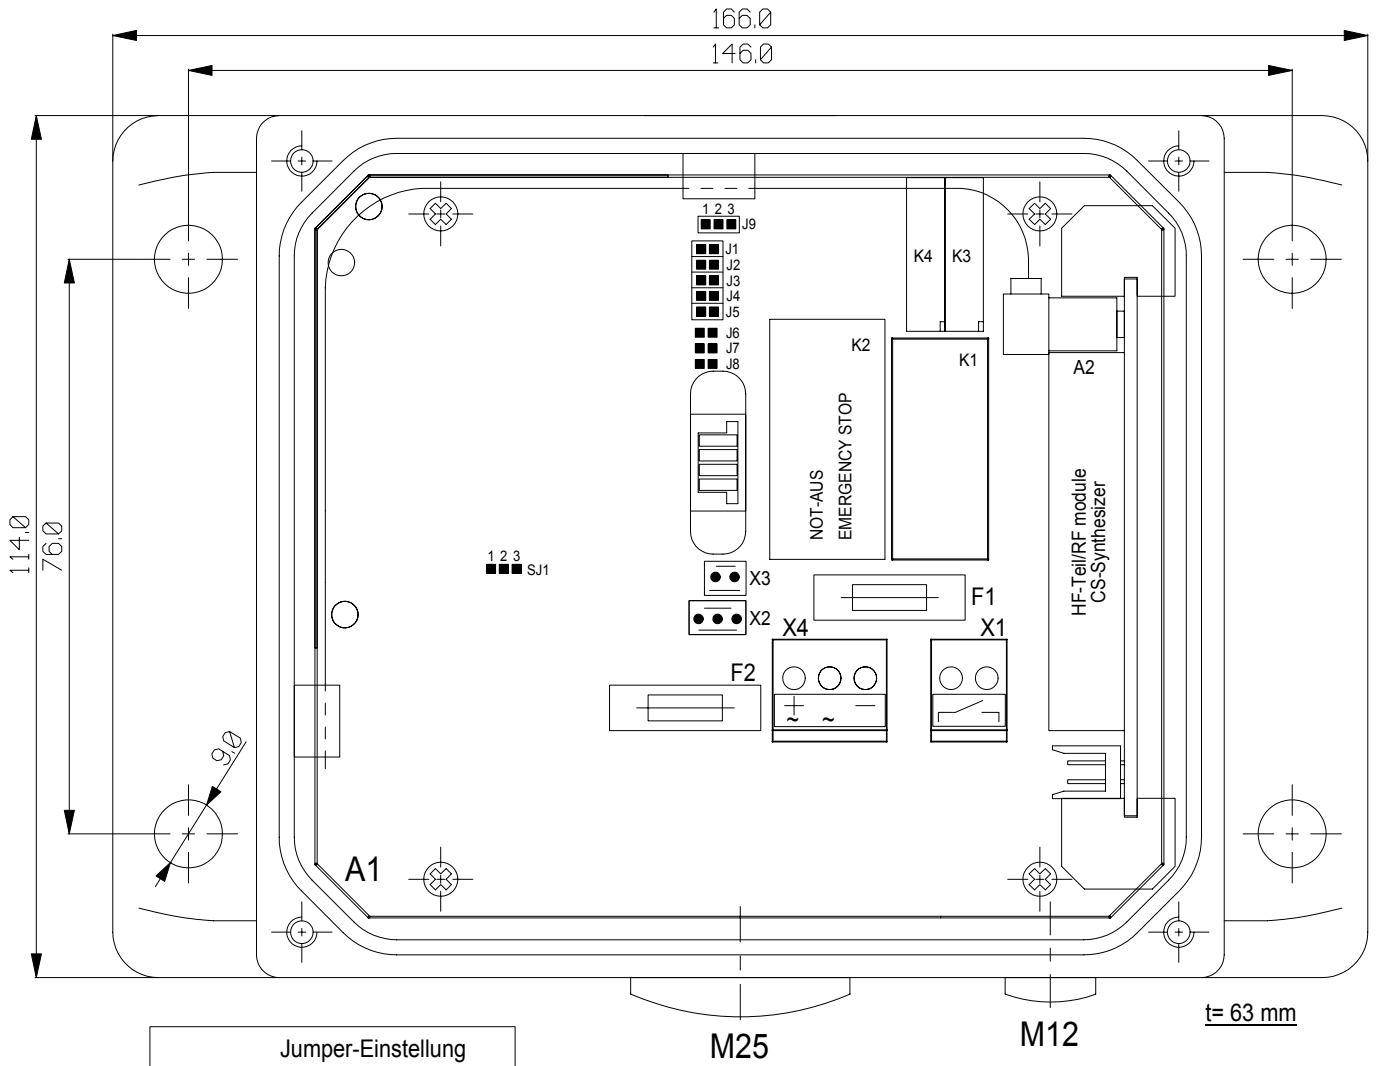 166.0
146.0
1 2 3
J9
J1
J2
J3
J4
J5
J6
J7
J8
K4 K3
K2
K1
A2
NOT-AUS
EMERGENCY STOP
HF-Teil/RF module
CS-Synthesizer
114.0
76.0
1 2 3
SJ1
X3
X2
F1
X4
X1
F2
+ −
~ ~
9.0
A1
M25
M12
t= 63 mm
Jumper-Einstellung